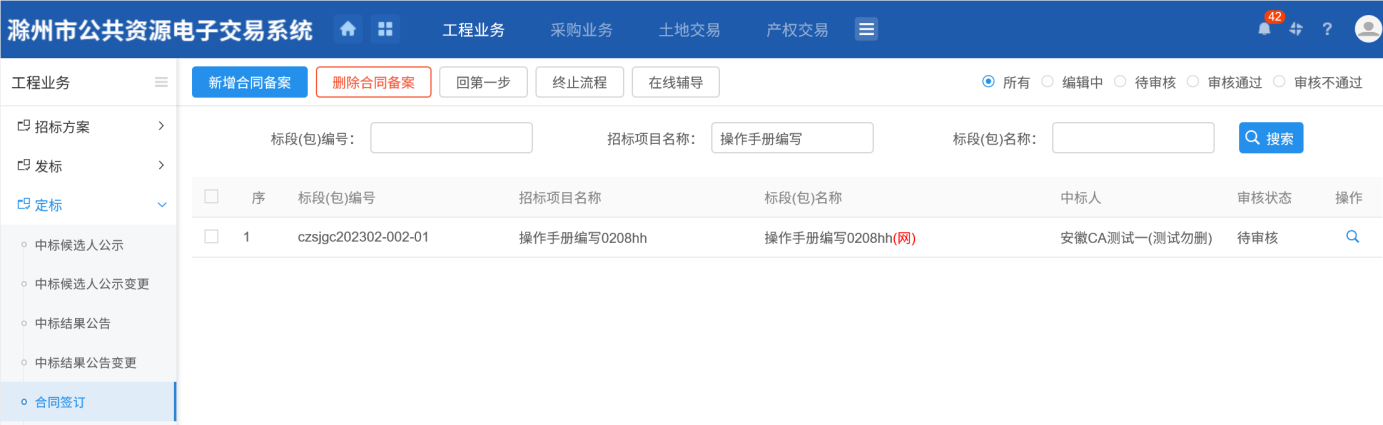 滁州市公共资源电子交易系统 工程业务 采购业务 土地交易 产权交易 42 ?
工程业务
新增合同备案 删除合同备案 回第一步 终止流程 在线辅导 所有 编辑中 待审核 审核通过 审核不通过
招标方案
发标
定标
中标候选人公示
中标候选人公示变更
中标结果公告
中标结果公告变更
合同签订
标段(包)编号： 招标项目名称： 操作手册编写 标段(包)名称： 搜索
序 标段(包)编号 招标项目名称 标段(包)名称 中标人 审核状态 操作
1 czsjgc202302-002-01 操作手册编写0208hh 操作手册编写0208hh(网) 安徽CA测试一(测试勿删) 待审核